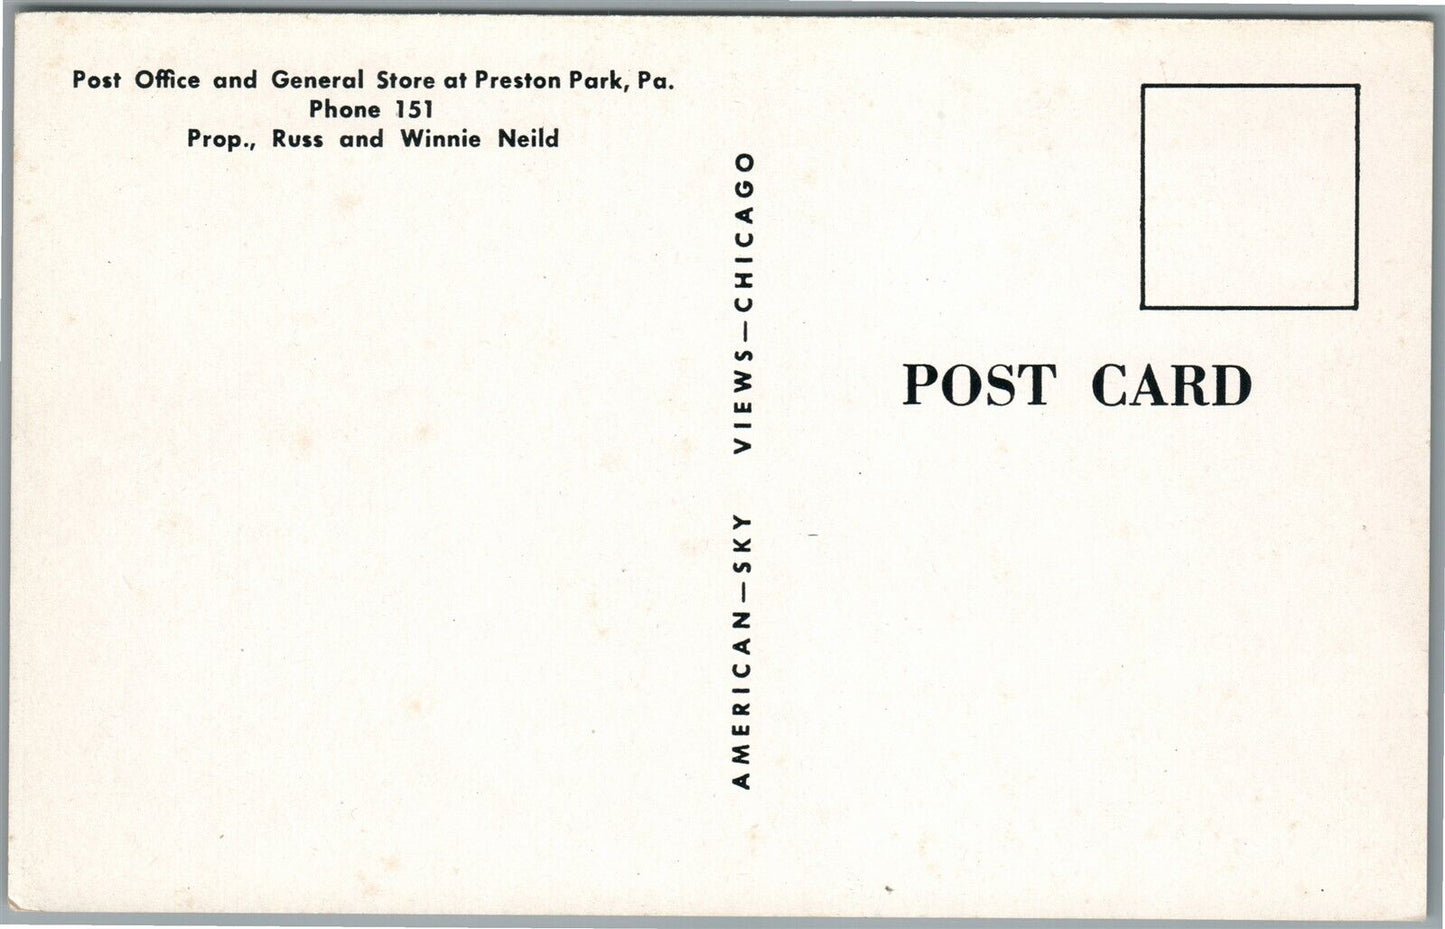 Post Office and General Store at Preston Park, Pa.
Phone 151
Prop., Russ and Winnie Neild
AMERICAN—SKY VIEWS—CHICAGO
POST CARD